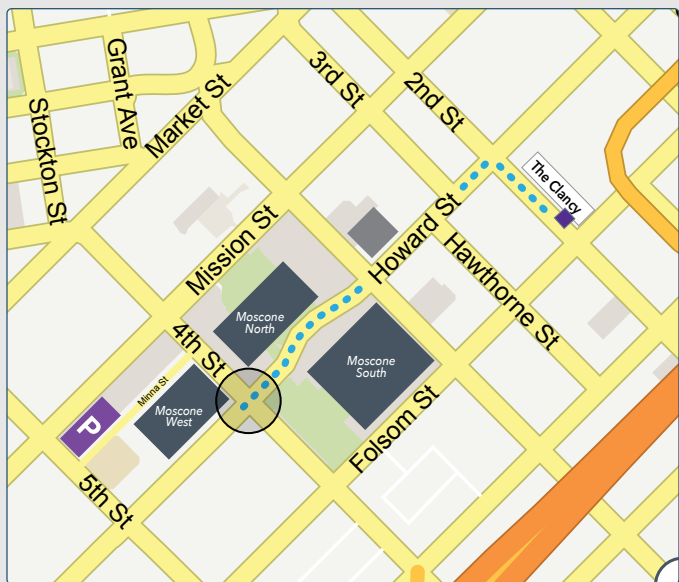 Grant Ave
3rd St
2nd St
Market St
Stockton St
The Clancy
Mission St
Howard St
Hawthorne St
Moscone
North
4th St
Moscone
South
Minna St
Moscone
West
P
Folsom St
5th St